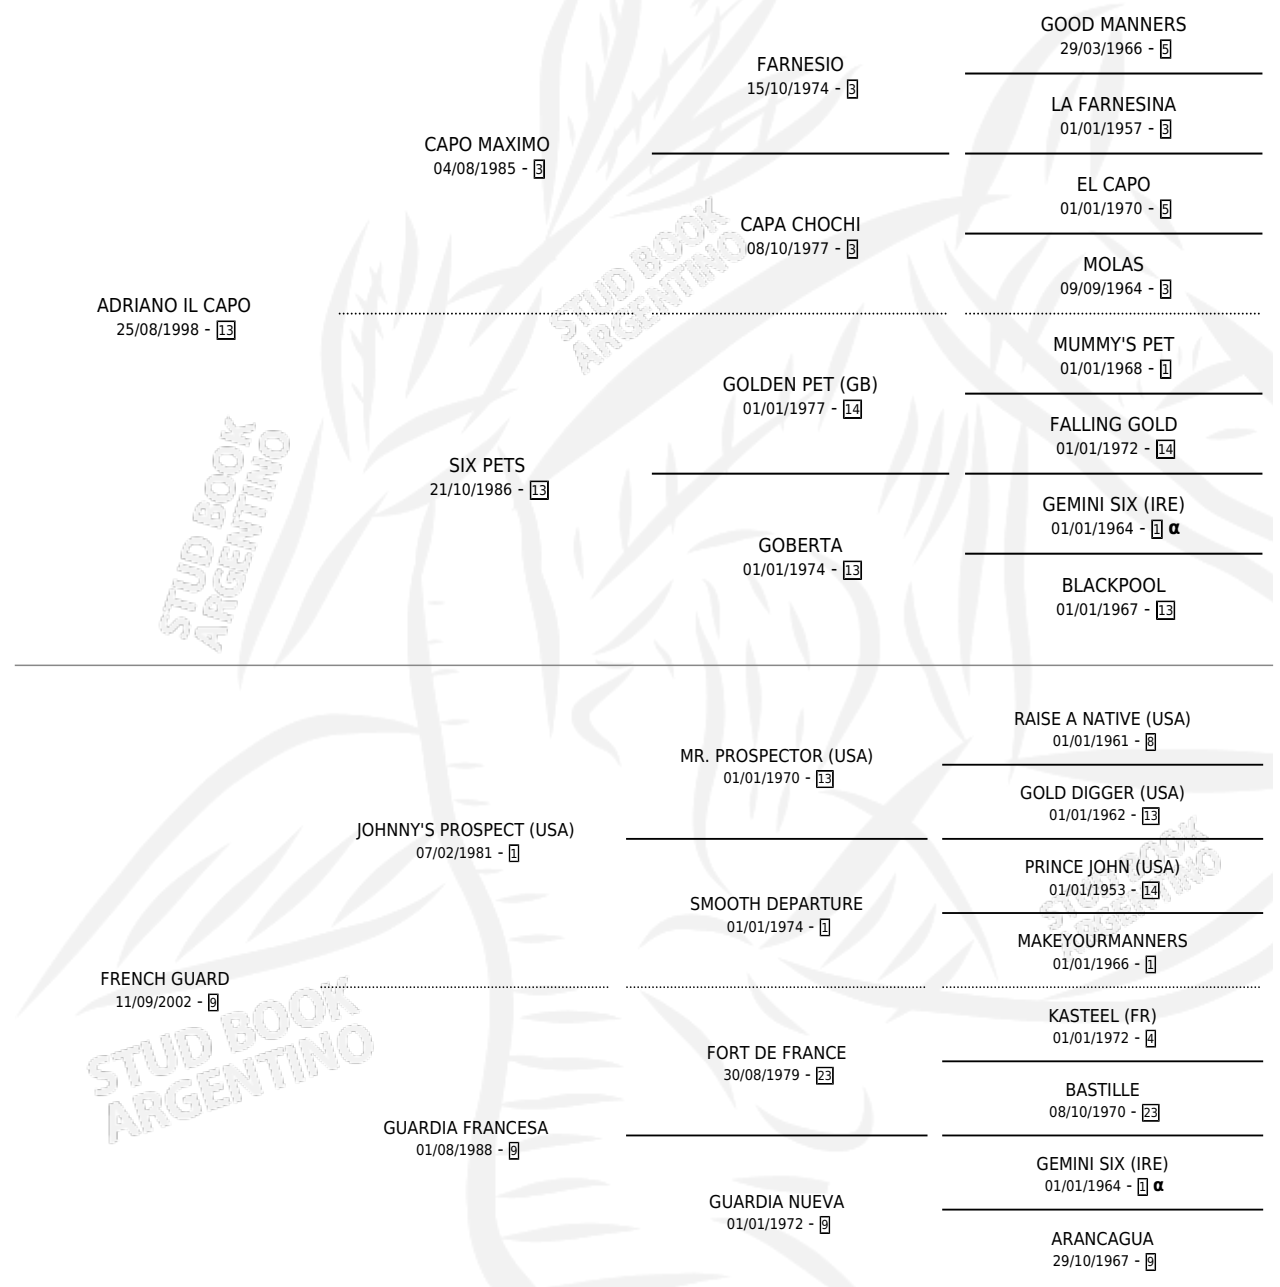 GOOD MANNERS
29/03/1966 - 5
FARNESIO
15/10/1974 - 3
LA FARNESINA
01/01/1957 - 3
CAPO MAXIMO
04/08/1985 - 3
EL CAPO
01/01/1970 - 5
CAPA CHOCHI
08/10/1977 - 3
MOLAS
09/09/1964 - 3
ADRIANO IL CAPO
25/08/1998 - 13
MUMMY'S PET
01/01/1968 - 1
GOLDEN PET (GB)
01/01/1977 - 14
FALLING GOLD
01/01/1972 - 14
SIX PETS
21/10/1986 - 13
GEMINI SIX (IRE)
01/01/1964 - 1 α
GOBERTA
01/01/1974 - 13
BLACKPOOL
01/01/1967 - 13
RAISE A NATIVE (USA)
01/01/1961 - 8
MR. PROSPECTOR (USA)
01/01/1970 - 13
GOLD DIGGER (USA)
01/01/1962 - 13
JOHNNY'S PROSPECT (USA)
07/02/1981 - 1
PRINCE JOHN (USA)
01/01/1953 - 14
SMOOTH DEPARTURE
01/01/1974 - 1
MAKEYOURMANNERS
01/01/1966 - 1
FRENCH GUARD
11/09/2002 - 9
KASTEEL (FR)
01/01/1972 - 4
FORT DE FRANCE
30/08/1979 - 23
BASTILLE
08/10/1970 - 23
GUARDIA FRANCESA
01/08/1988 - 9
GEMINI SIX (IRE)
01/01/1964 - 1 α
GUARDIA NUEVA
01/01/1972 - 9
ARANCAGUA
29/10/1967 - 9
STUD BOOK
ARGENTINO
STUD BOOK
ARGENTINO
STUD BOOK
ARGENTINO
STUD BOOK
ARGENTINO